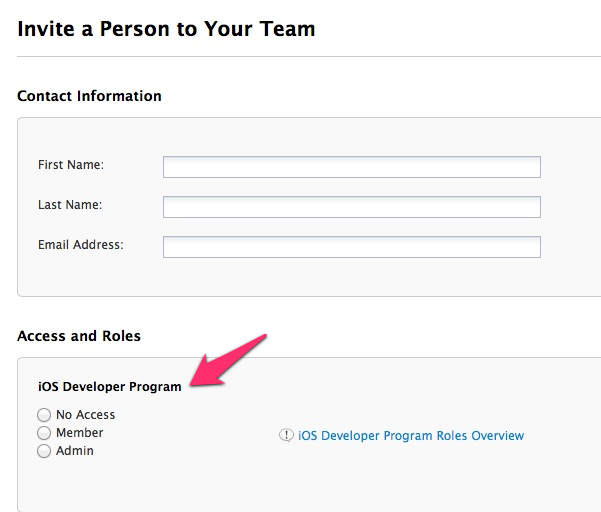 Invite a Person to Your Team
Contact Information
First Name:
Last Name:
Email Address:
Access and Roles
iOS Developer Program
No Access
Member
Admin
iOS Developer Program Roles Overview